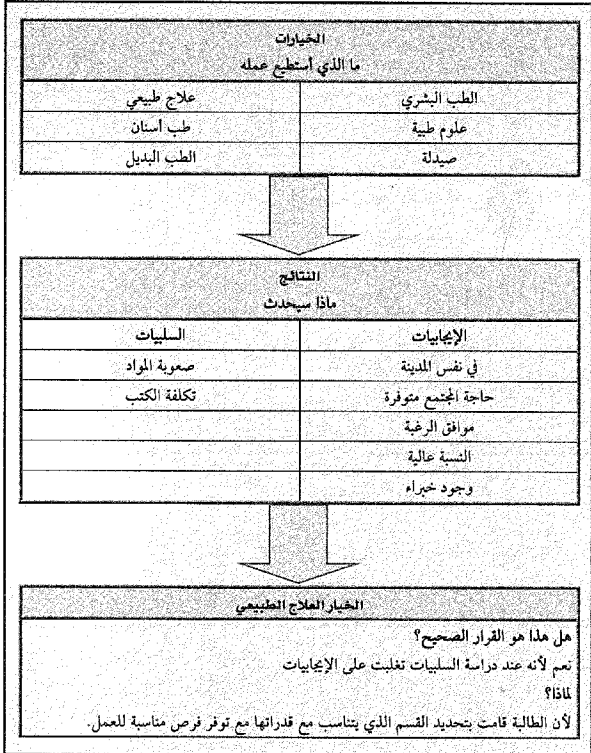 الخيارات
ما الذي أستطيع عمله
الطب البشري
علاج طبيعي
علوم طبية
طب أسنان
صيدلة
الطب البديل
النتائج
ماذا سيحدث
الإيجابيات
السلبيات
في نفس المدينة
صعوبة المواد
حاجة المجتمع متوفرة
تكلفة الكتب
موافق الرغبة
النسبة عالية
وجود خبراء
الخيار العلاج الطبيعي
هل هذا هو القرار الصحيح؟
نعم لأنه عند دراسة السلبيات تغلبت على الإيجابيات
لماذا؟
لأن الطالبة قامت بتحديد القسم الذي يتناسب مع قدراتها مع توفر فرص مناسبة للعمل.